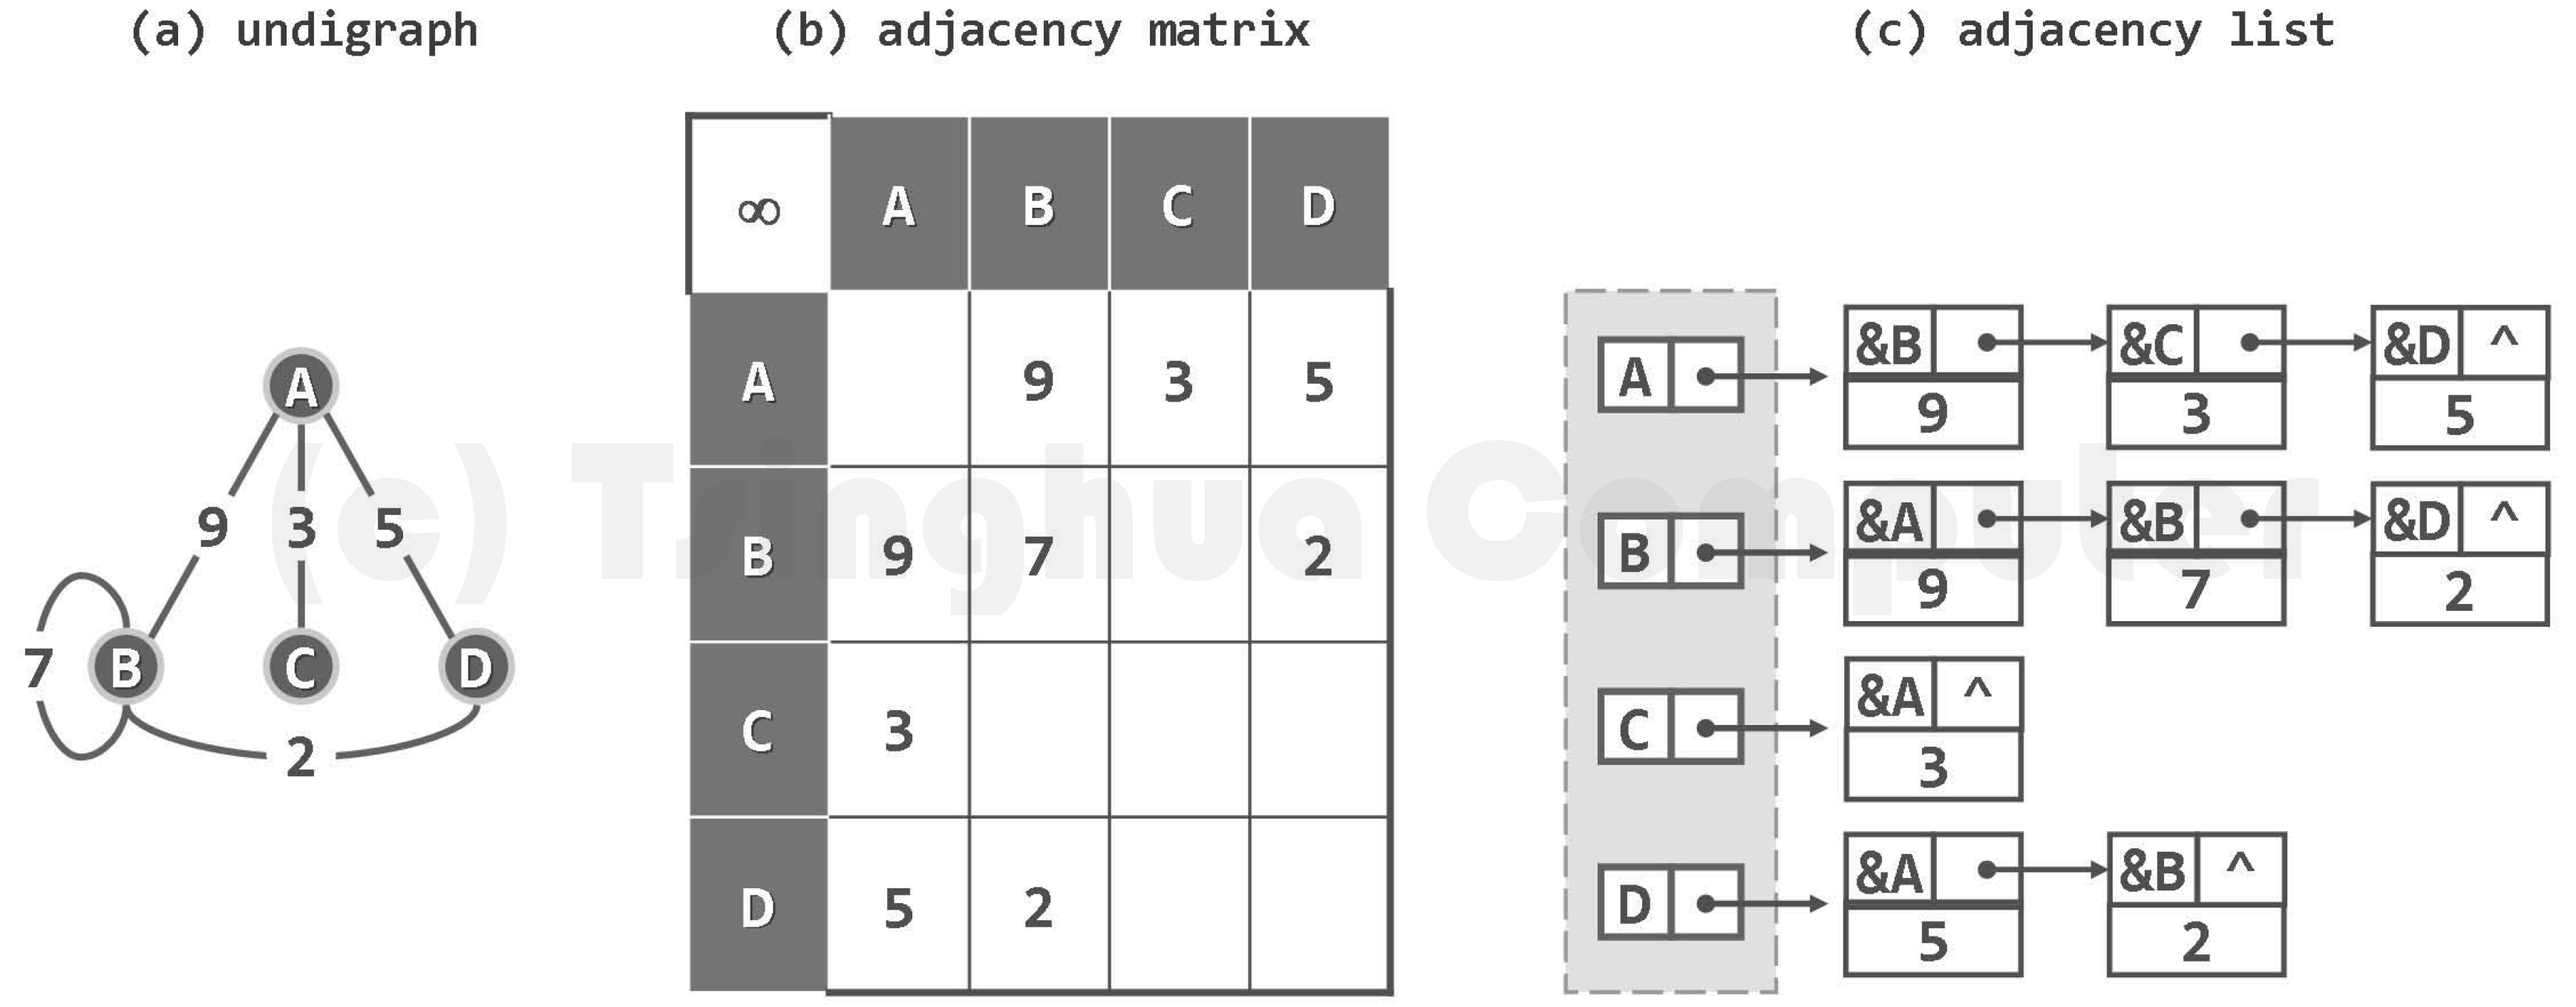 (a) undigraph
(b) adjacency matrix
(c) adjacency list
A
9 3 5
7 B C D
2
∞ A B C D
A 9 3 5
B 9 7 2
C 3
D 5 2
A &B &C &D ^
9 3 5
B &A &B &D ^
9 7 2
C &A ^
3
D &A &B ^
5 2
(c) Tsinghua Computer